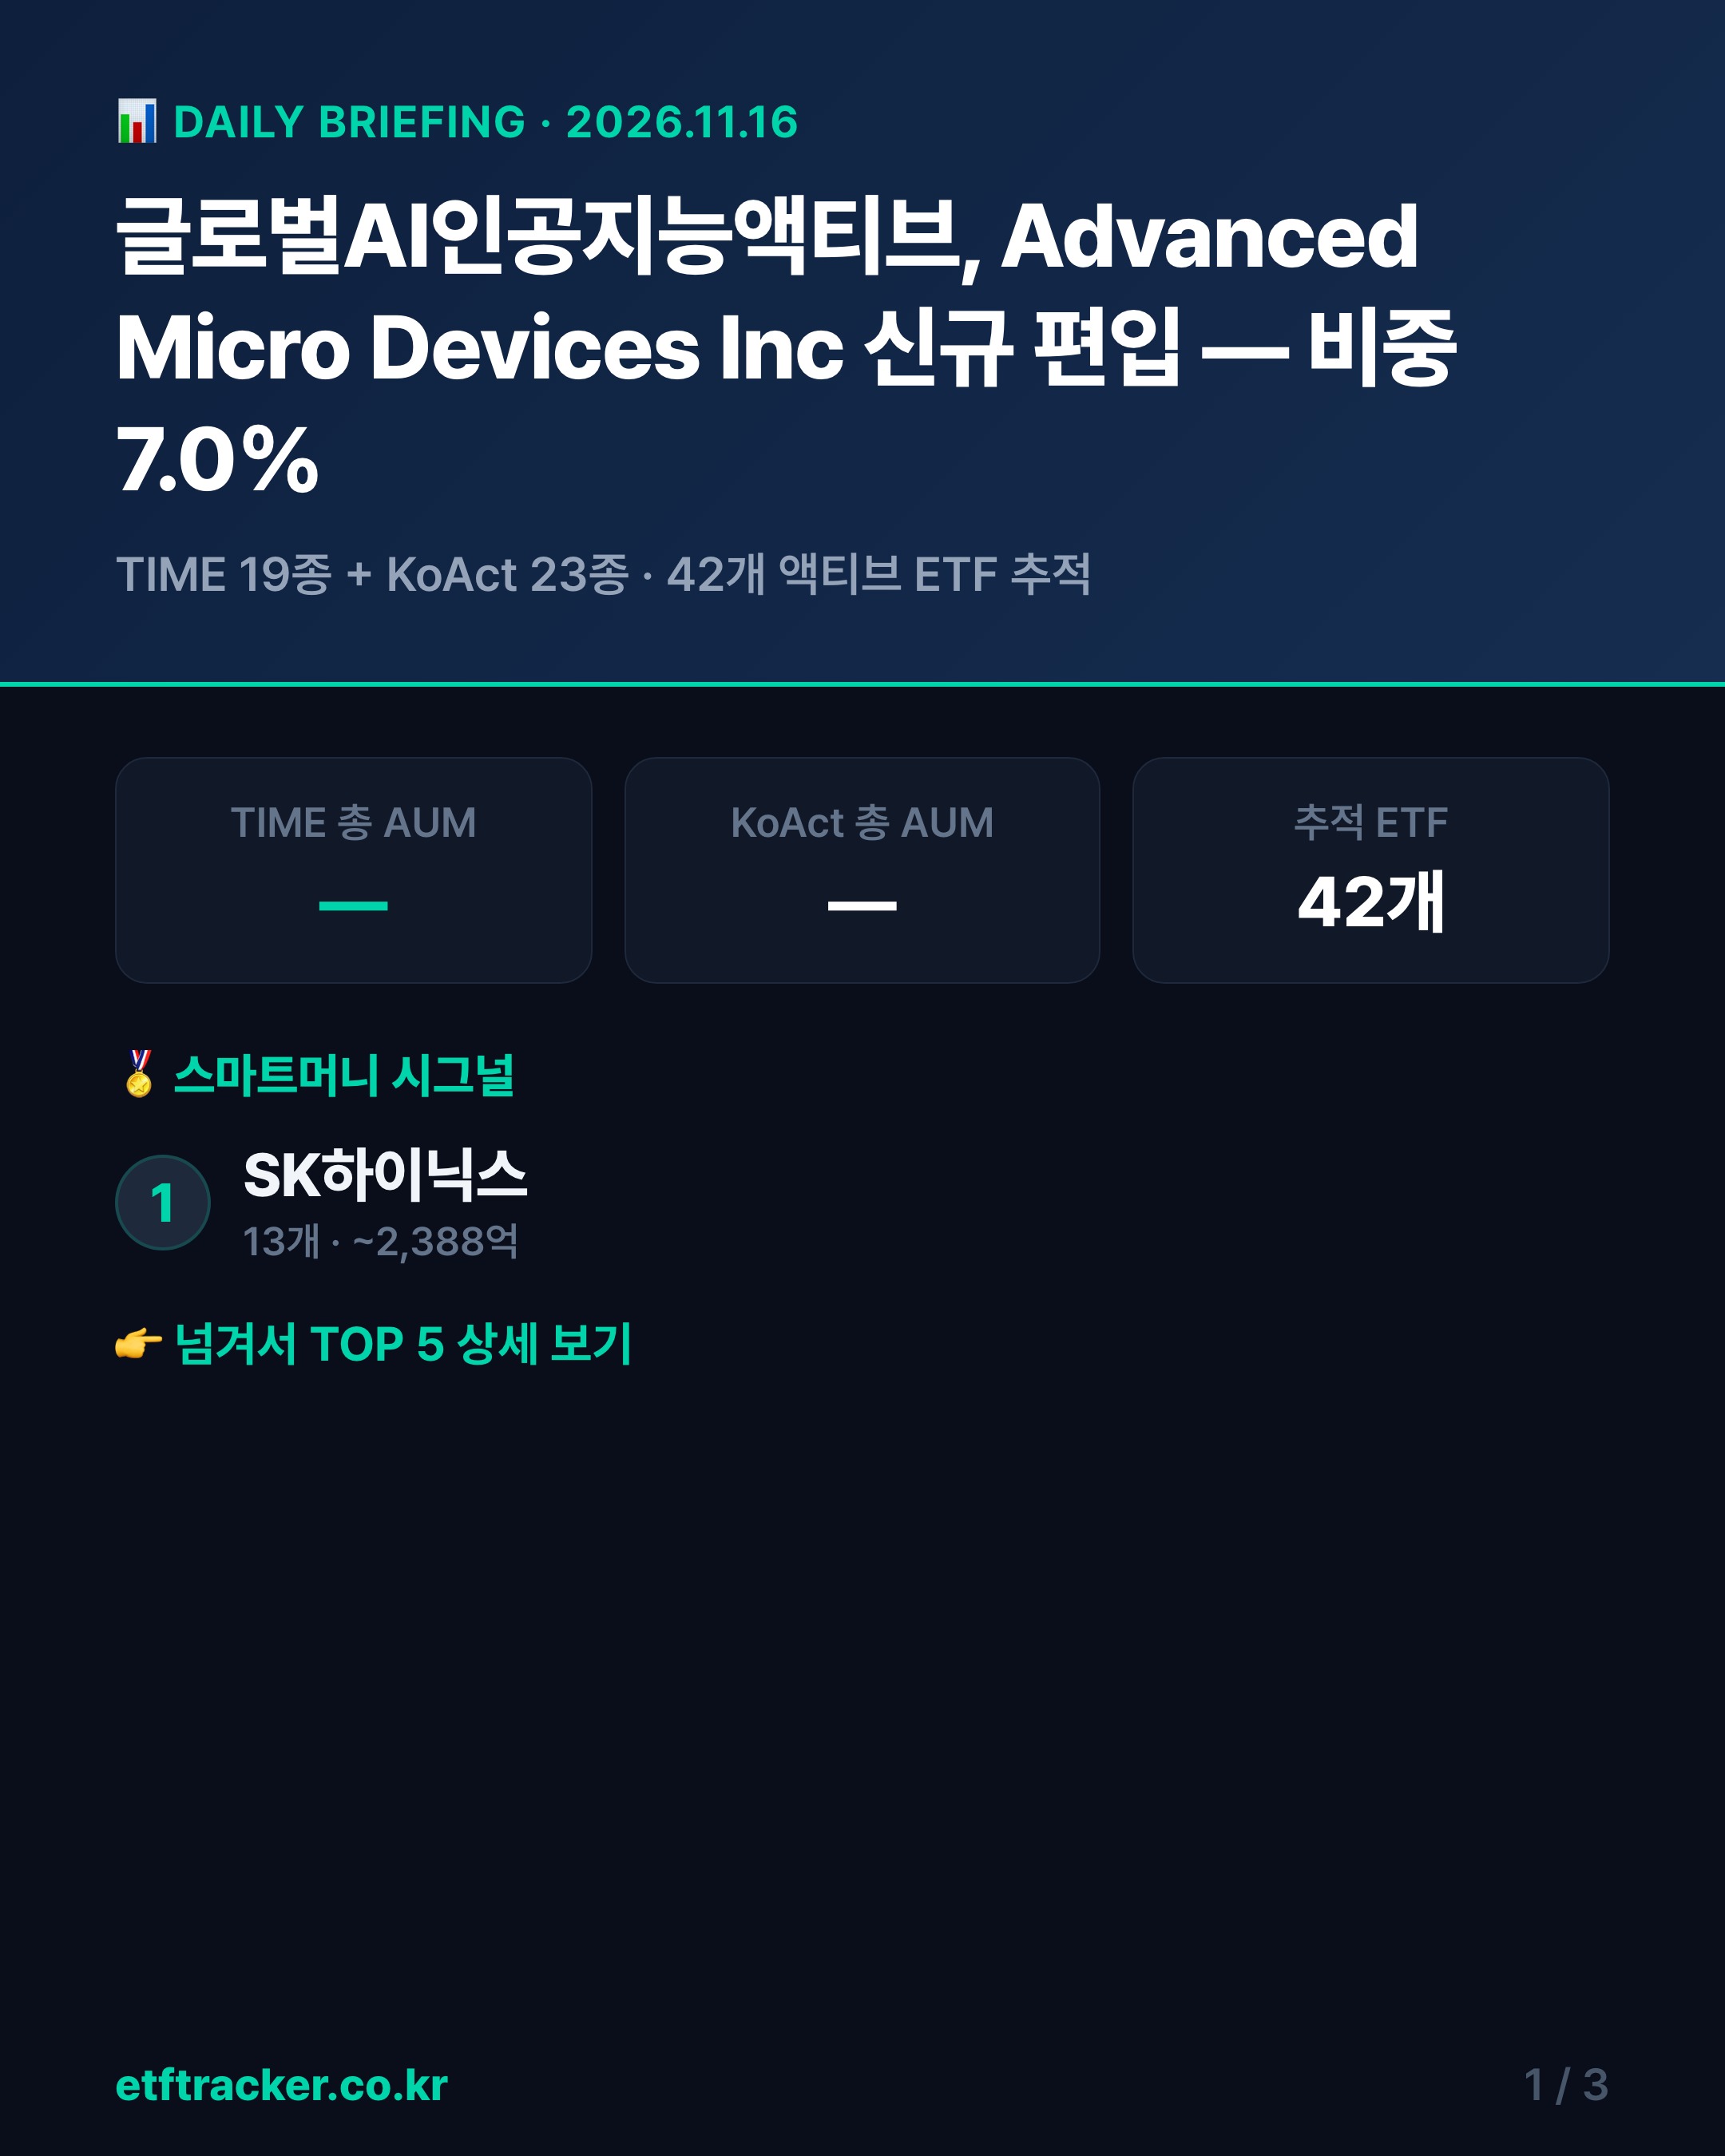 📊 DAILY BRIEFING · 2026.11.16
글로벌AI인공지능액티브, Advanced
Micro Devices Inc 신규 편입 — 비중
7.0%
TIME 19종 + KoAct 23종 · 42개 액티브 ETF 추적
TIME 총 AUM
—
KoAct 총 AUM
—
추적 ETF
42개
🏅 스마트머니 시그널
1
SK하이닉스
13개 · ~2,388억
👉 넘겨서 TOP 5 상세 보기
etftracker.co.kr
1 / 3